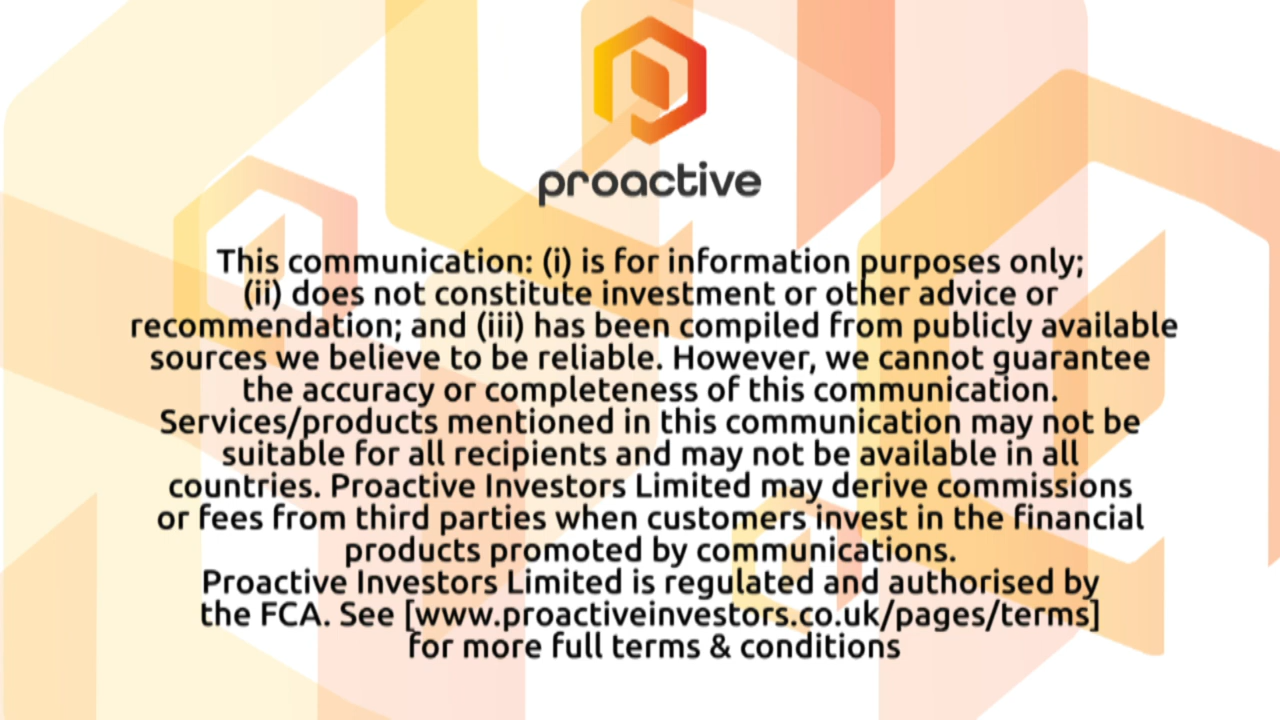 proactive
This communication: (i) is for information purposes only;
(ii) does not constitute investment or other advice or
recommendation; and (iii) has been compiled from publicly available
sources we believe to be reliable. However, we cannot guarantee
the accuracy or completeness of this communication.
Services/products mentioned in this communication may not be
suitable for all recipients and may not be available in all
countries. Proactive Investors Limited may derive commissions
or fees from third parties when customers invest in the financial
products promoted by communications.
Proactive Investors Limited is regulated and authorised by
the FCA. See [www.proactiveinvestors.co.uk/pages/terms]
for more full terms & conditions